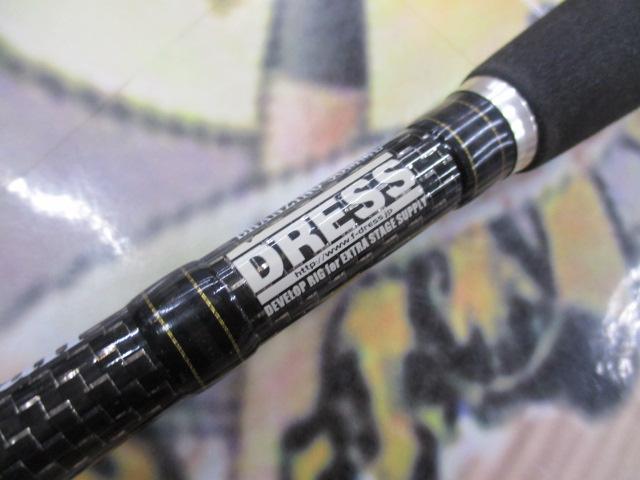 DRESS
http://www.f-dress.jp
DEVELOP RIG for EXTRA STAGE SUPPLY